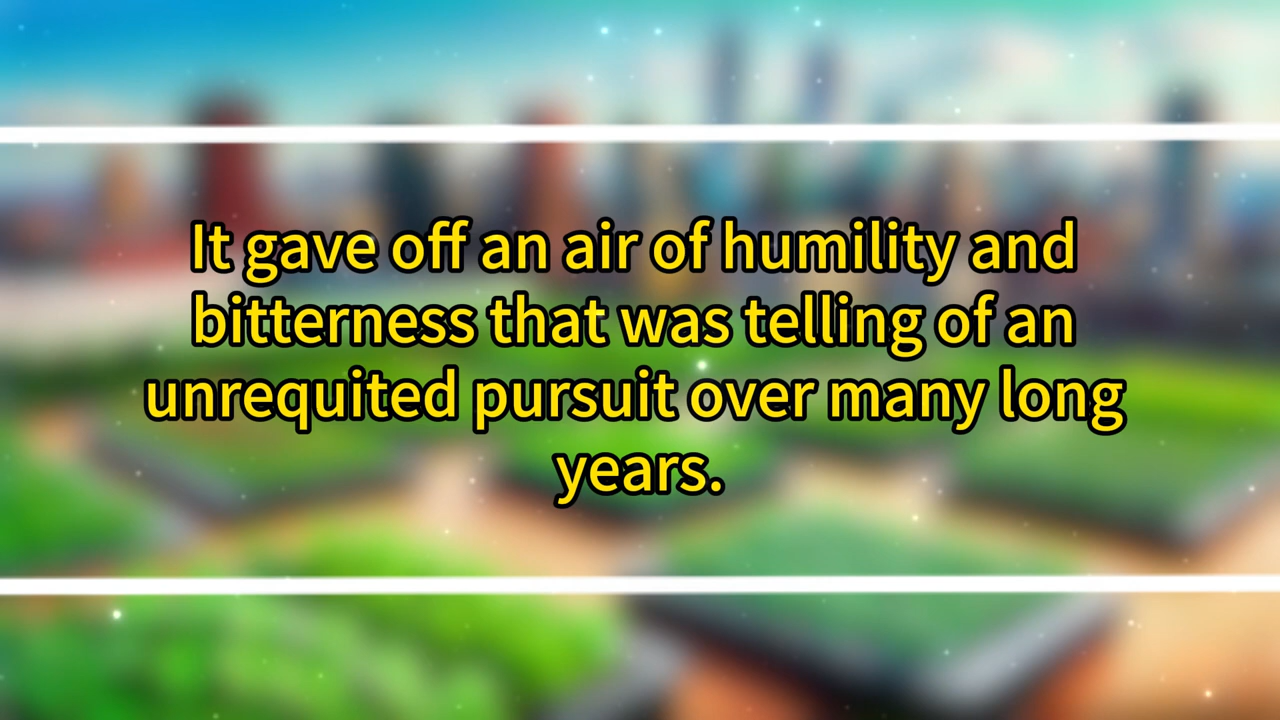 It gave off an air of humility and
bitterness that was telling of an
unrequited pursuit over many long
years.